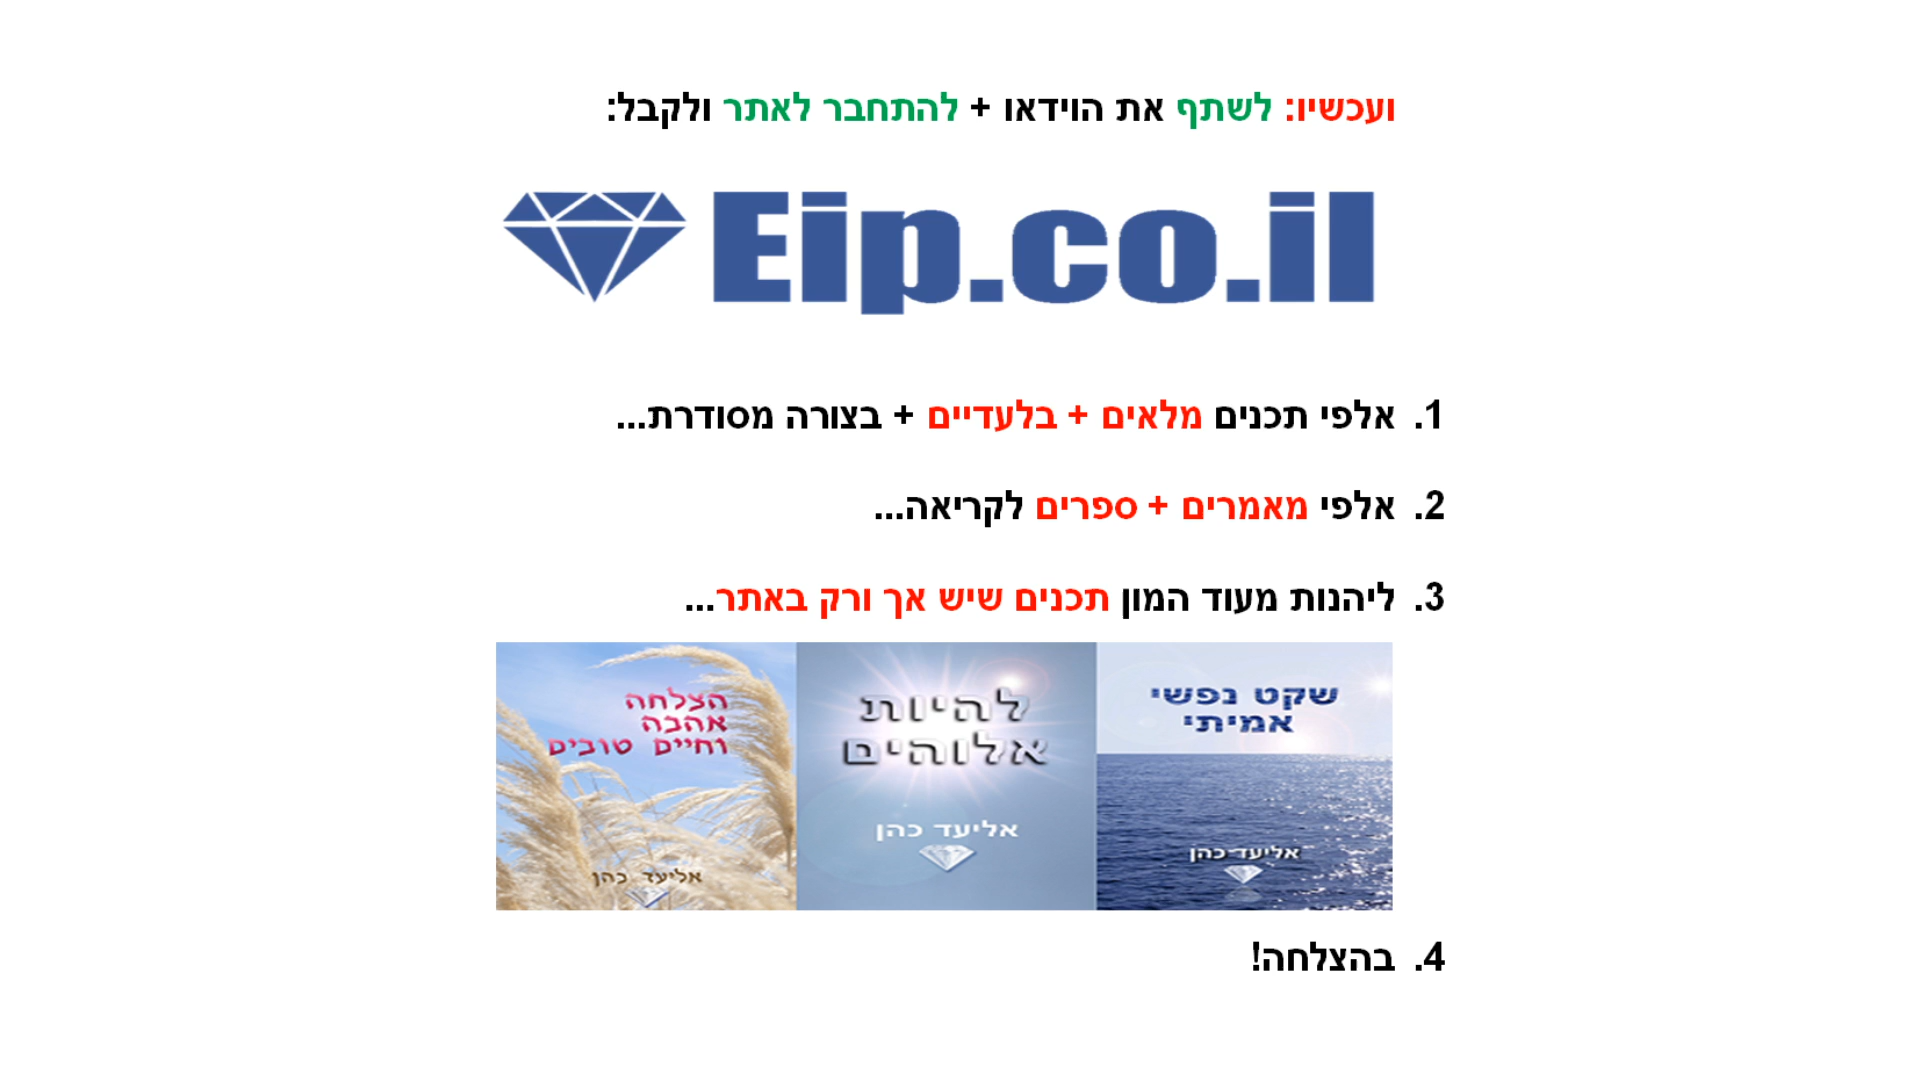 ועכשיו: לשתף את הוידאו + להתחבר לאתר ולקבל:
Eip.co.il
1. אלפי תכנים מלאים + בלעדיים + בצורה מסודרת...
2. אלפי מאמרים + ספרים לקריאה...
3. ליהנות מעוד המון תכנים שיש אך ורק באתר...
שקט נפשי
אמיתי
אליעד כהן
להיות
אלוהים
אליעד כהן
הצלחה
אהבה
וחיים טובים
אליעד כהן
4. בהצלחה!